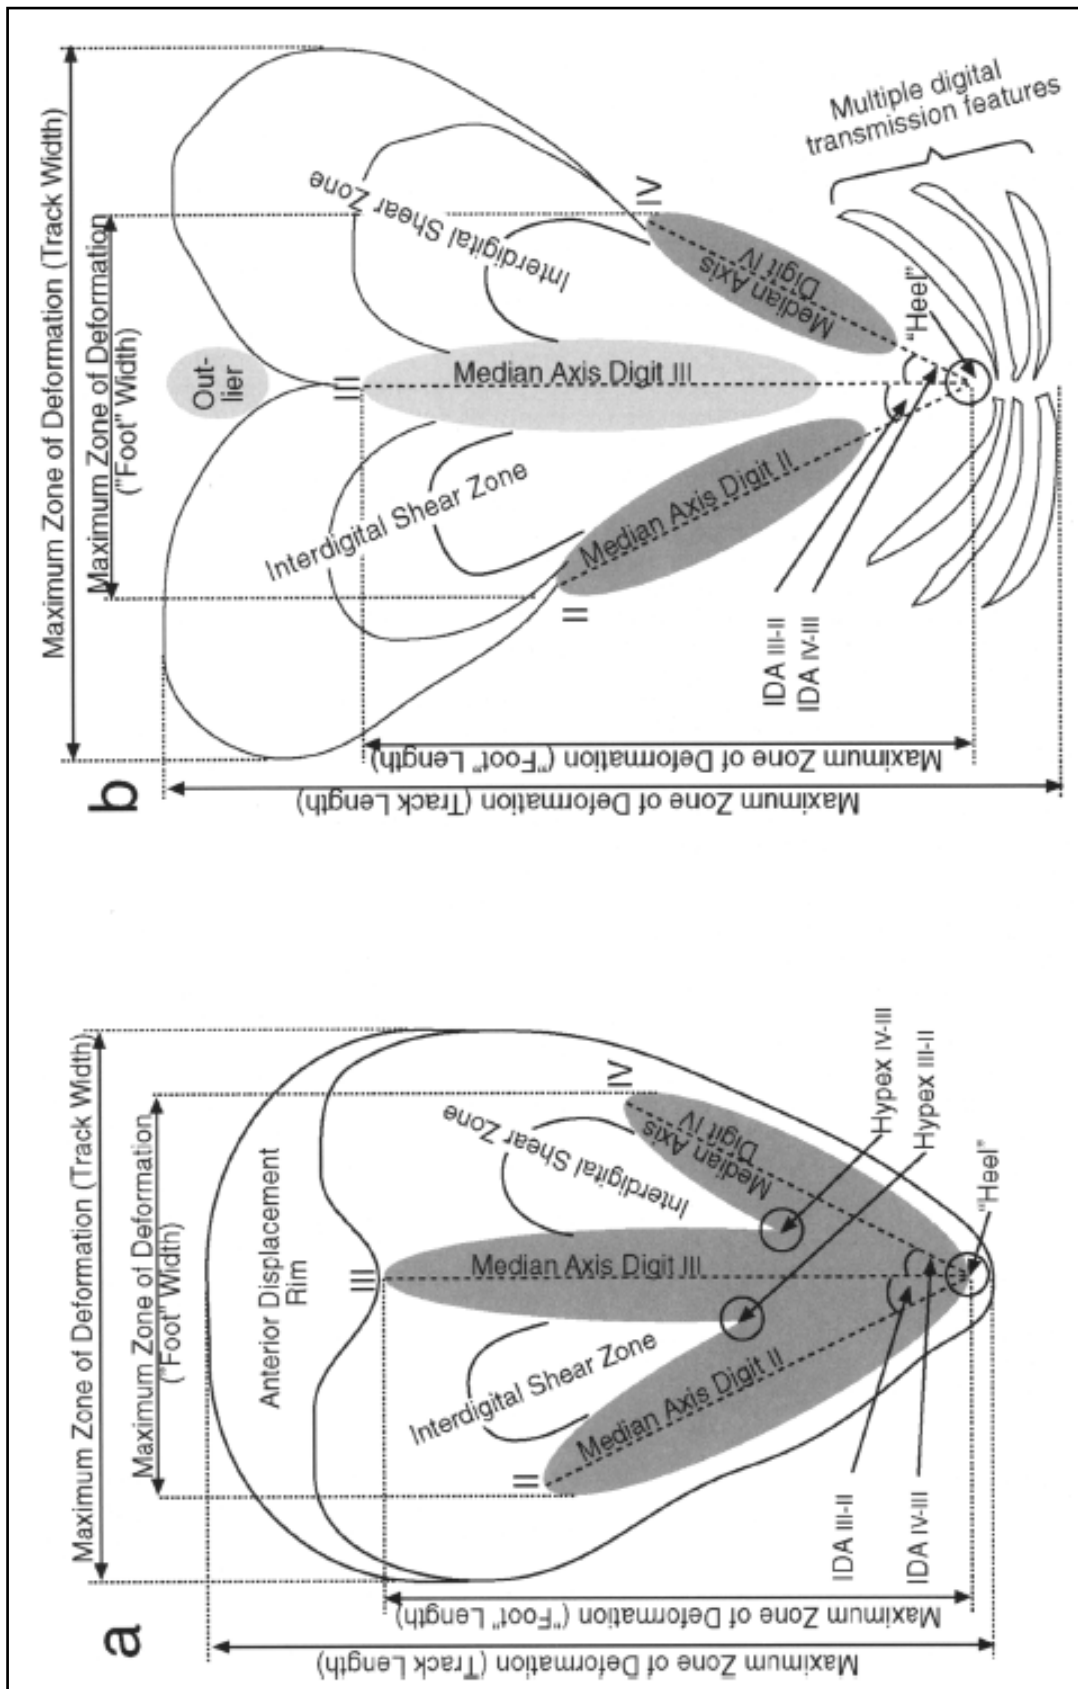 a
Maximum Zone of Deformation (Track Width)
Maximum Zone of Deformation
("Foot" Width)
Anterior Displacement
Rim
III
II
IV
Interdigital Shear Zone
Interdigital Shear
Zone
Median Axis Digit III
Median Axis Digit II
Median Axis
Digit IV
Hypex IV-III
Hypex III-II
"Heel"
IDA III-II
IDA IV-III
Maximum Zone of Deformation ("Foot" Length)
Maximum Zone of Deformation (Track Length)
b
Maximum Zone of Deformation (Track Width)
Maximum Zone of Deformation
("Foot" Width)
Out-
lier
III
II
IV
Interdigital Shear Zone
Interdigital Shear
Zone
Median Axis Digit III
Median Axis Digit II
Median Axis
Digit IV
"Heel"
Multiple digital
transmission features
IDA III-II
IDA IV-III
Maximum Zone of Deformation ("Foot" Length)
Maximum Zone of Deformation (Track Length)